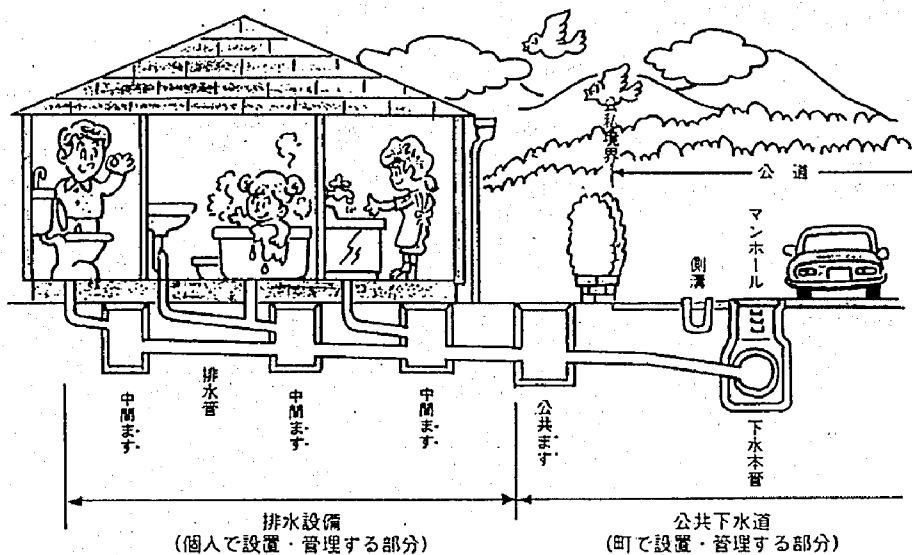 公私境界
公道
マンホール
側溝
中間ます
排水管
中間ます
中間ます
公共ます
下水本管
排水設備
(個人で設置・管理する部分)
公共下水道
(町で設置・管理する部分)